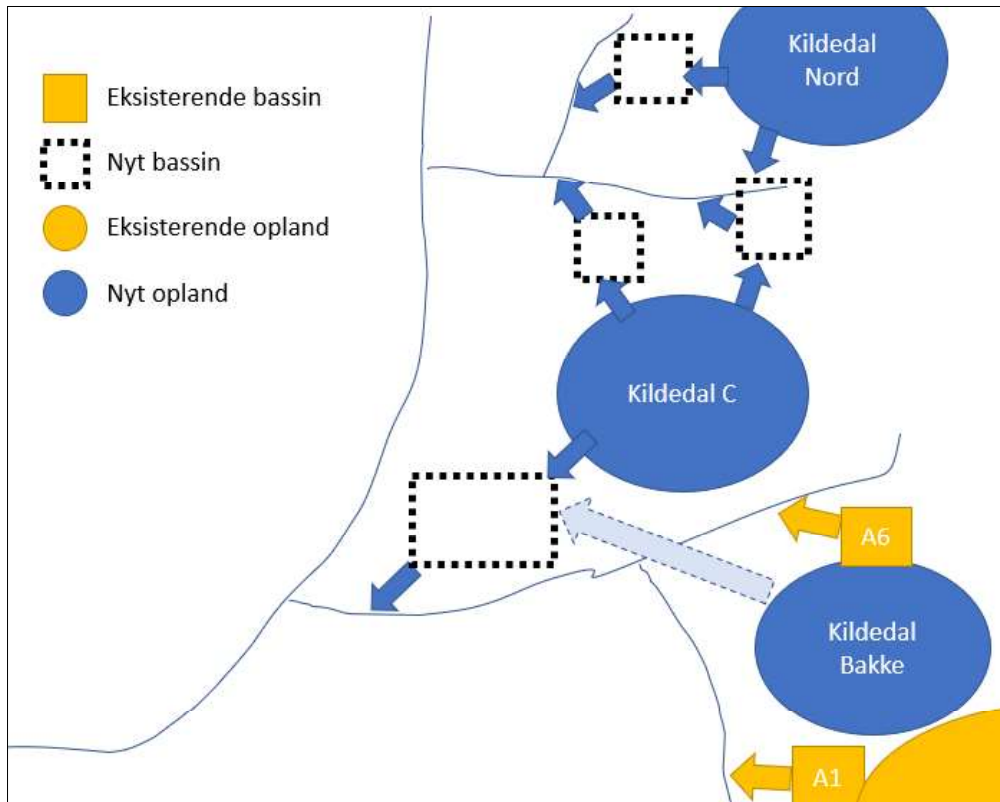 Eksisterende bassin
Nyt bassin
Eksisterende opland
Nyt opland
Kildedal
Nord
Kildedal C
A6
Kildedal
Bakke
A1